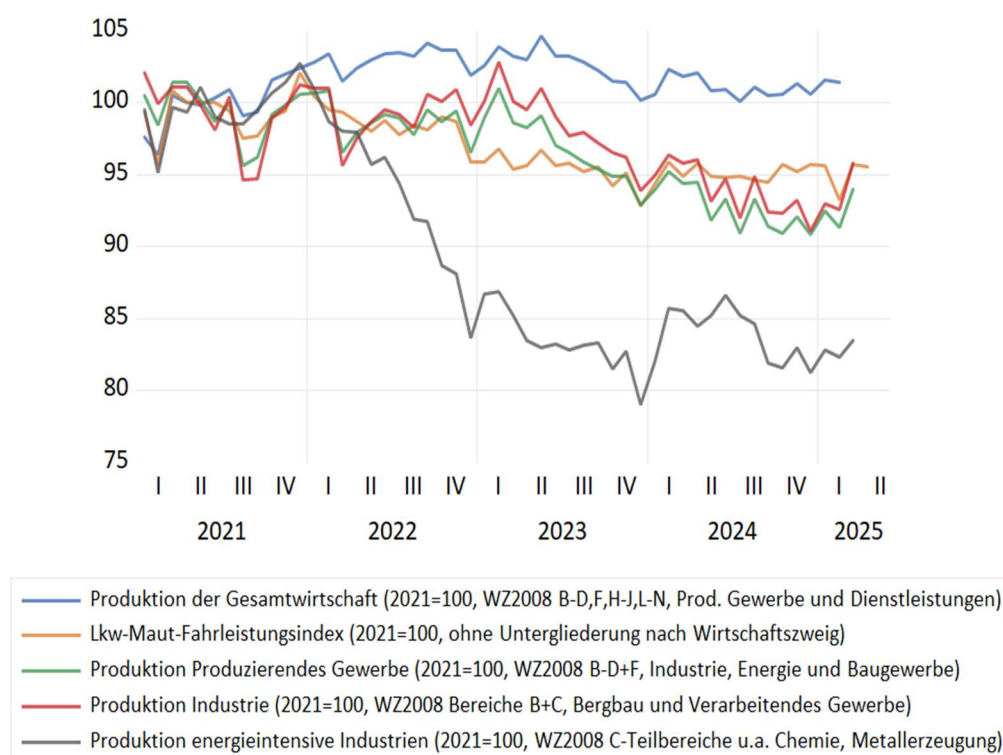 105
100
95
90
85
80
75
I II III IV I II III IV I II III IV I II III IV I II
2021 2022 2023 2024 2025
Produktion der Gesamtwirtschaft (2021=100, WZ2008 B-D,F,H-J,L-N, Prod. Gewerbe und Dienstleistungen)
Lkw-Maut-Fahrleistungsindex (2021=100, ohne Untergliederung nach Wirtschaftszweig)
Produktion Produzierendes Gewerbe (2021=100, WZ2008 B-D+F, Industrie, Energie und Baugewerbe)
Produktion Industrie (2021=100, WZ2008 Bereiche B+C, Bergbau und Verarbeitendes Gewerbe)
Produktion energieintensive Industrien (2021=100, WZ2008 C-Teilbereiche u.a. Chemie, Metallerzeugung)